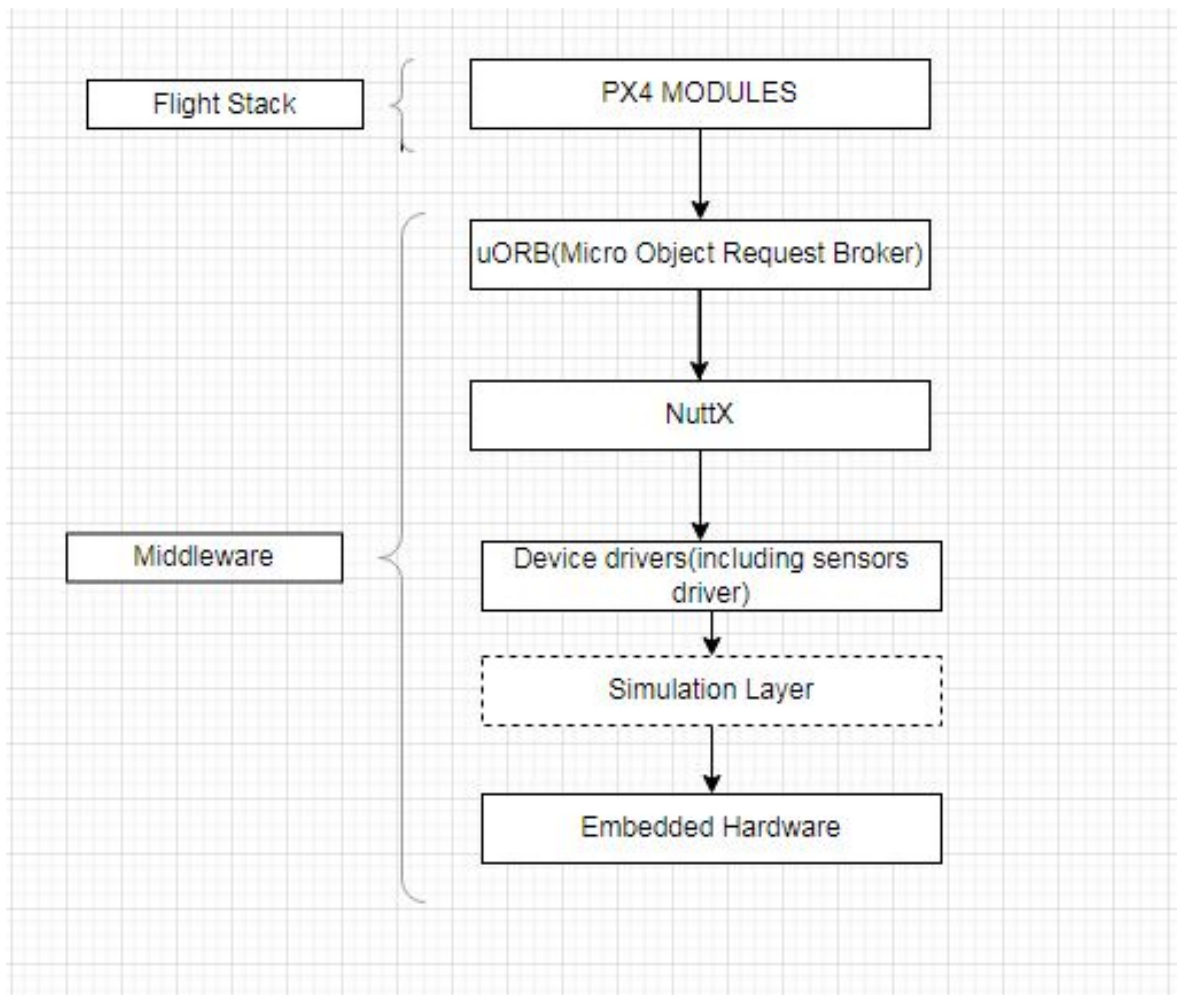 Flight Stack
PX4 MODULES
uORB(Micro Object Request Broker)
NuttX
Middleware
Device drivers(including sensors
driver)
Simulation Layer
Embedded Hardware